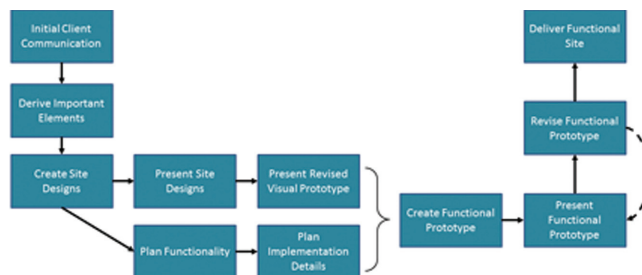 Initial Client
Communication
Derive Important
Elements
Create Site
Designs
Present Site
Designs
Present Revised
Visual Prototype
Plan Functionality
Plan
Implementation
Details
Create Functional
Prototype
Present
Functional
Prototype
Revise Functional
Prototype
Deliver Functional
Site